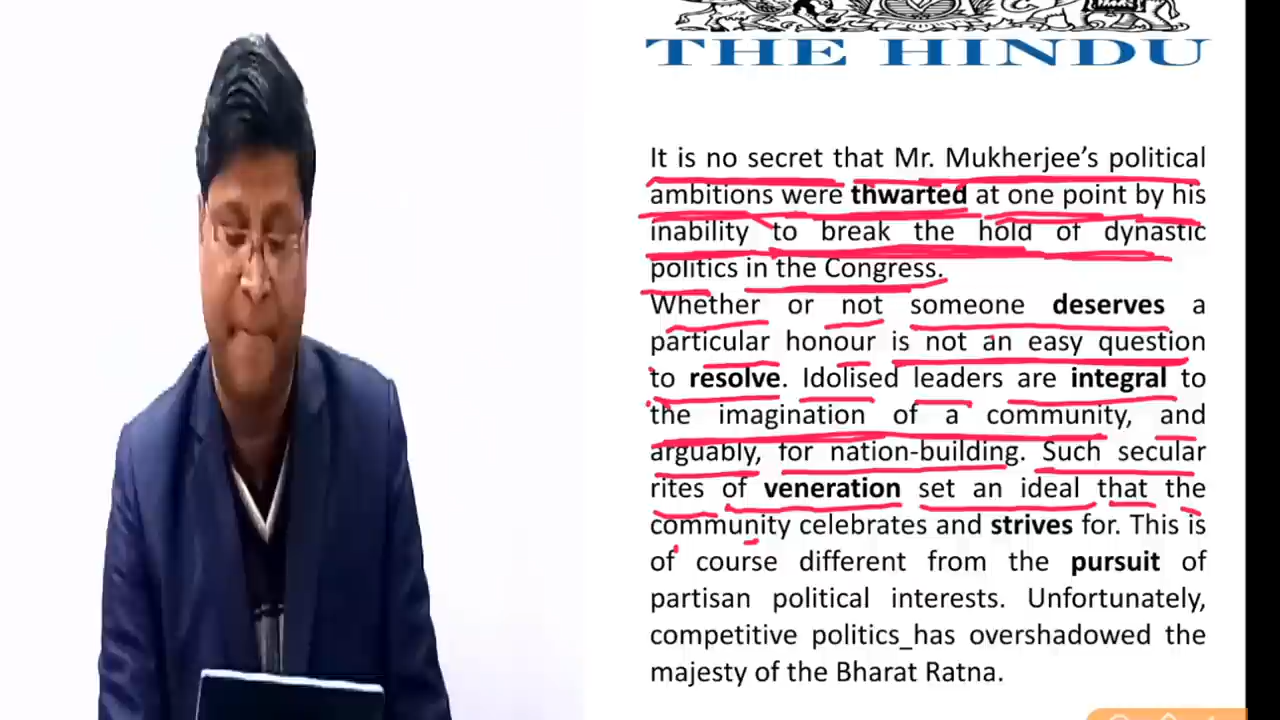 THE HINDU
It is no secret that Mr. Mukherjee's political
ambitions were thwarted at one point by his
inability to break the hold of dynastic
politics in the Congress.
Whether or not someone deserves a
particular honour is not an easy question
to resolve. Idolised leaders are integral to
the imagination of a community, and
arguably, for nation-building. Such secular
rites of veneration set an ideal that the
community celebrates and strives for. This is
of course different from the pursuit of
partisan political interests. Unfortunately,
competitive politics_has overshadowed the
majesty of the Bharat Ratna.